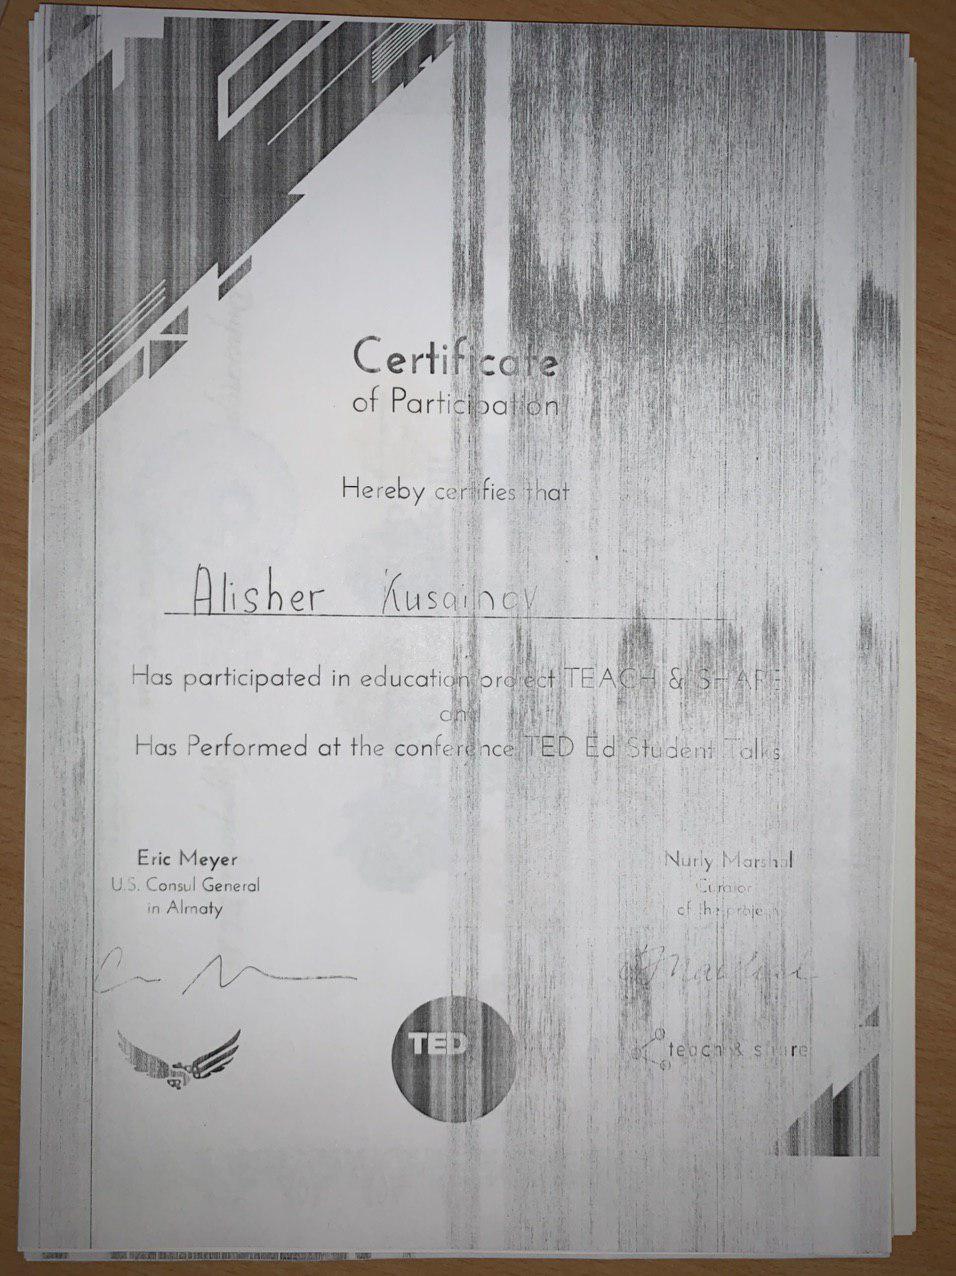 Certificate
of Participation
Hereby certifies that
Alisher Kusainov
Has participated in education project TEACH & SHARE
and
Has Performed at the conference TED Ed Student Talks
Eric Meyer
U.S. Consul General
in Almaty
Nurly Marshal
Curator
of the project
TED
teach & share